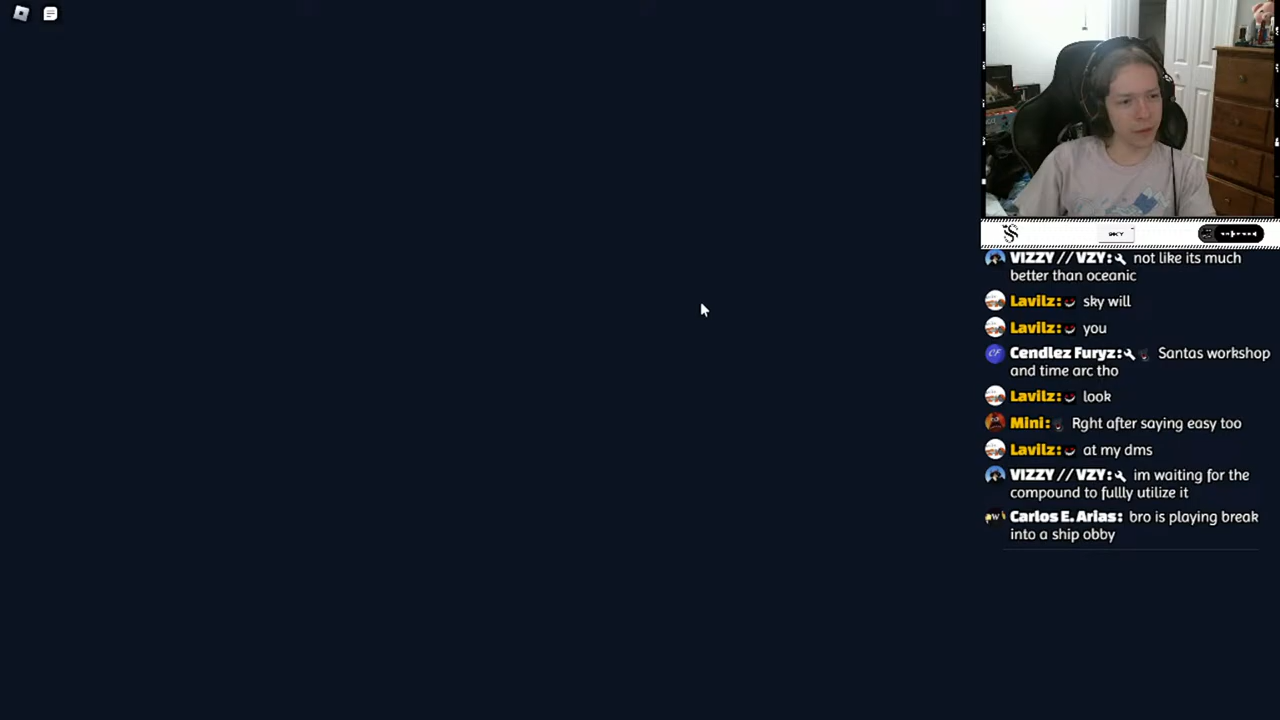 SKY
VIZZY // VZY: not like its much
better than oceanic
Lavilz: sky will
Lavilz: you
CF Cendlez Furyz: Santas workshop
and time arc tho
Lavilz: look
Mini: Rght after saying easy too
Lavilz: at my dms
VIZZY // VZY: im waiting for the
compound to fullly utilize it
Carlos E. Arias: bro is playing break
into a ship obby